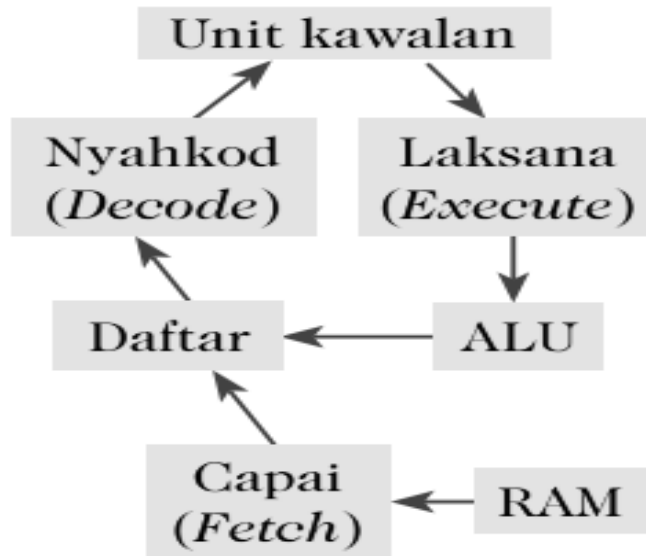 Unit kawalan
Nyahkod
(Decode)
Laksana
(Execute)
Daftar
ALU
Capai
(Fetch)
RAM